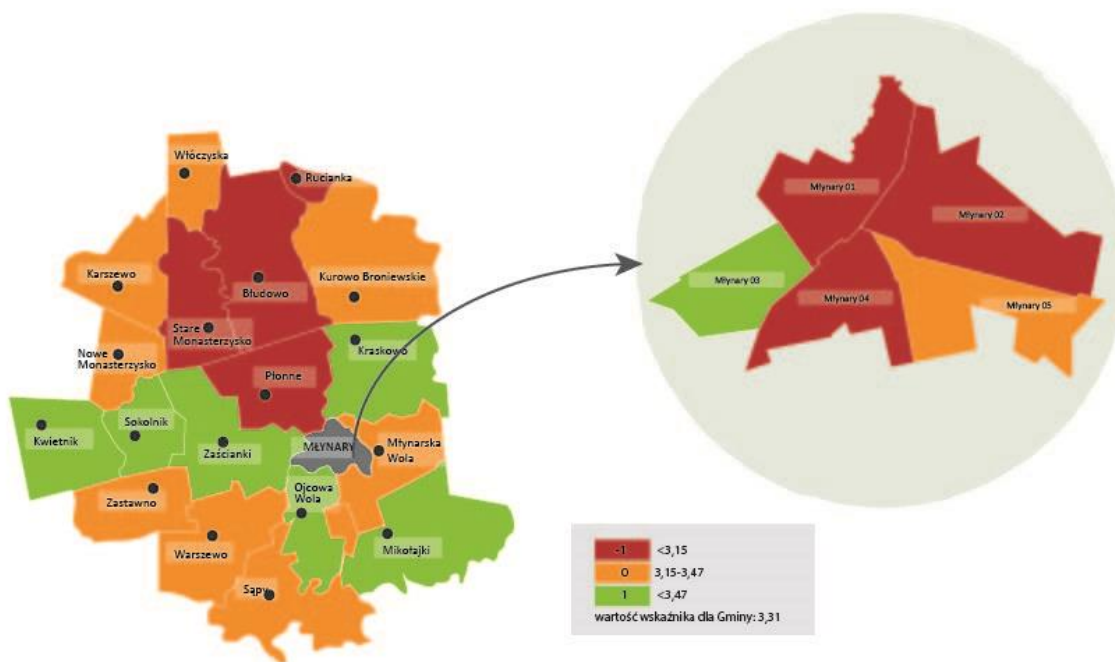 Włóczyska
Rucianka
Karszewo
Błudowo
Kurowo Broniewskie
Stare
Monasterzysko
Nowe
Monasterzysko
Kraskowo
Płonne
Kwietnik
Sokolnik
Zaścianki
MŁYNARY
Młynarska
Wola
Ojcowa
Wola
Zastawno
Warszewo
Mikołajki
Sąpy
Młynary 01
Młynary 02
Młynary 03
Młynary 04
Młynary 05
-1 <3,15
0 3,15-3,47
1 <3,47
wartość wskaźnika dla Gminy: 3,31